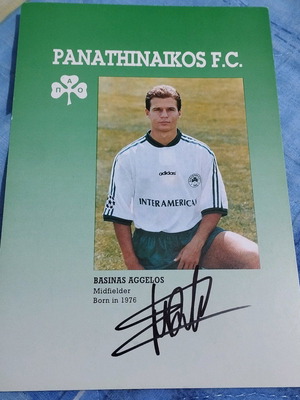 PANATHINAIKOS F.C.
Α
Π Ο
adidas
INTERAMERICAN
BASINAS AGGELOS
Midfielder
Born in 1976